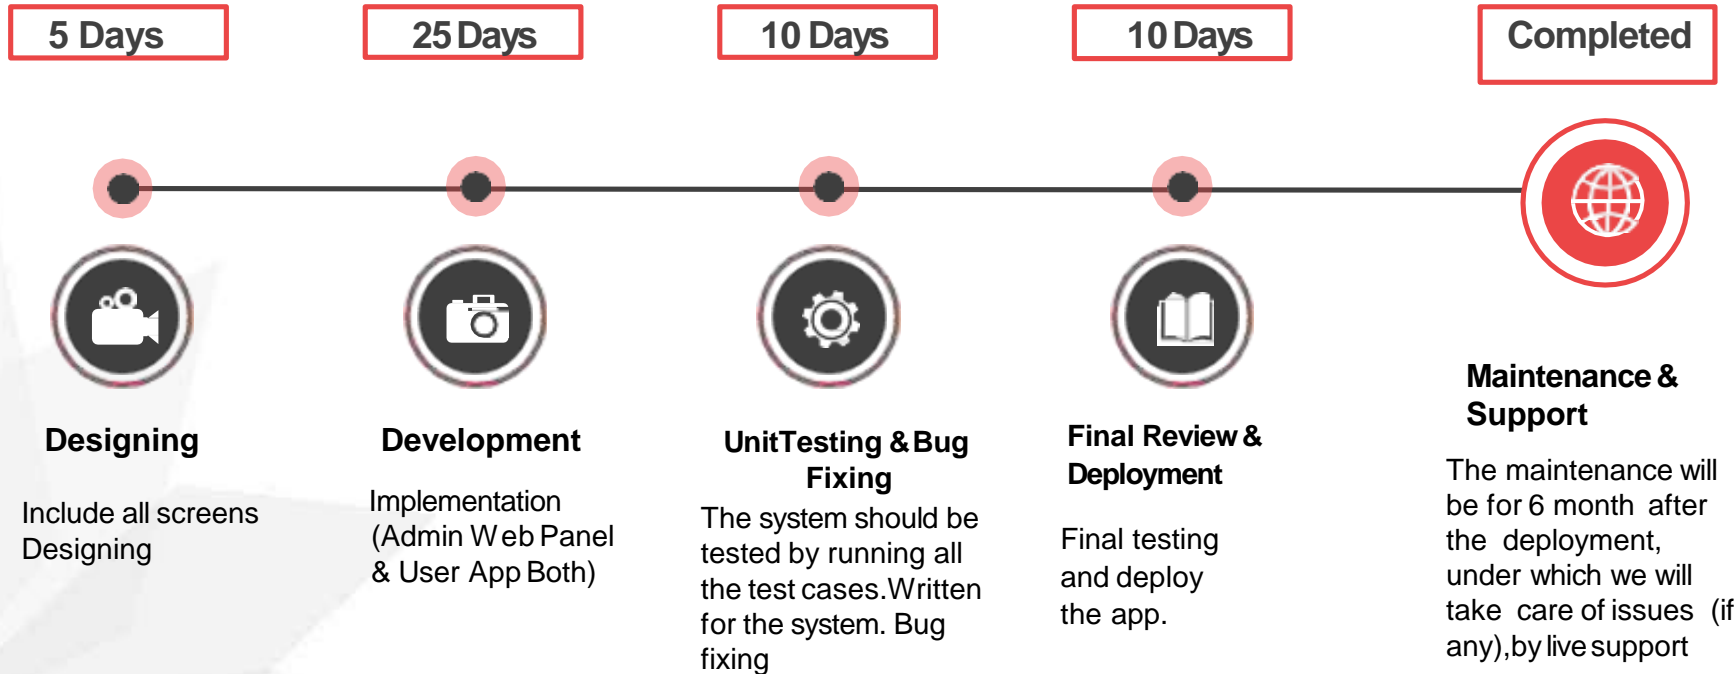 5 Days
25 Days
10 Days
10 Days
Completed
Designing
Include all screens
Designing
Development
Implementation
(Admin Web Panel
& User App Both)
UnitTesting & Bug
Fixing
The system should be
tested by running all
the test cases.Written
for the system. Bug
fixing
Final Review &
Deployment
Final testing
and deploy
the app.
Maintenance &
Support
The maintenance will
be for 6 month after
the deployment,
under which we will
take care of issues (if
any),by live support